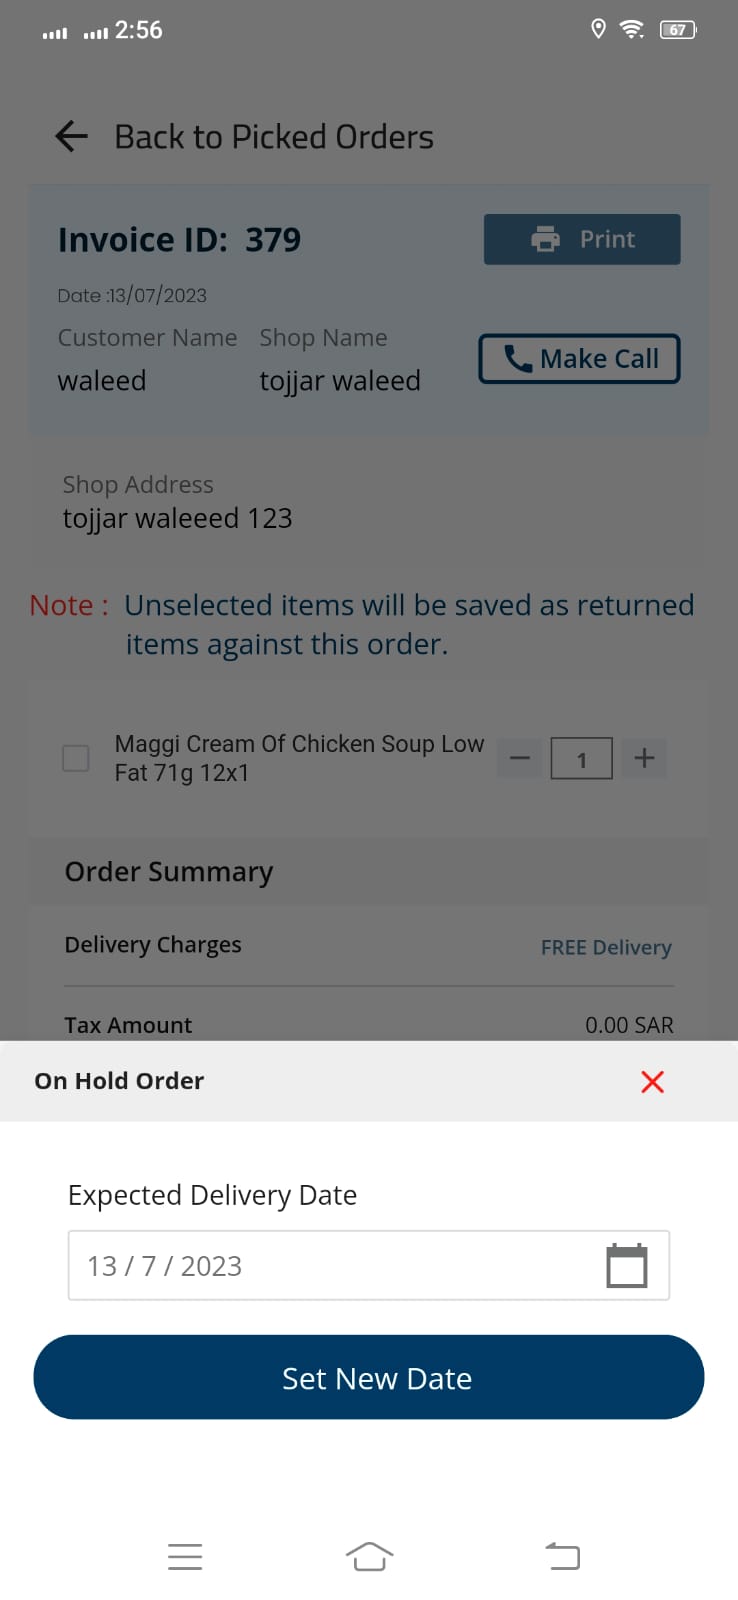 2:56
67
Back to Picked Orders
Invoice ID: 379
Print
Date :13/07/2023
Customer Name Shop Name
waleed tojjar waleed
Make Call
Shop Address
tojjar waleeed 123
Note : Unselected items will be saved as returned
items against this order.
Maggi Cream Of Chicken Soup Low
Fat 71g 12x1
1
Order Summary
Delivery Charges FREE Delivery
Tax Amount 0.00 SAR
On Hold Order
Expected Delivery Date
13 / 7 / 2023
Set New Date